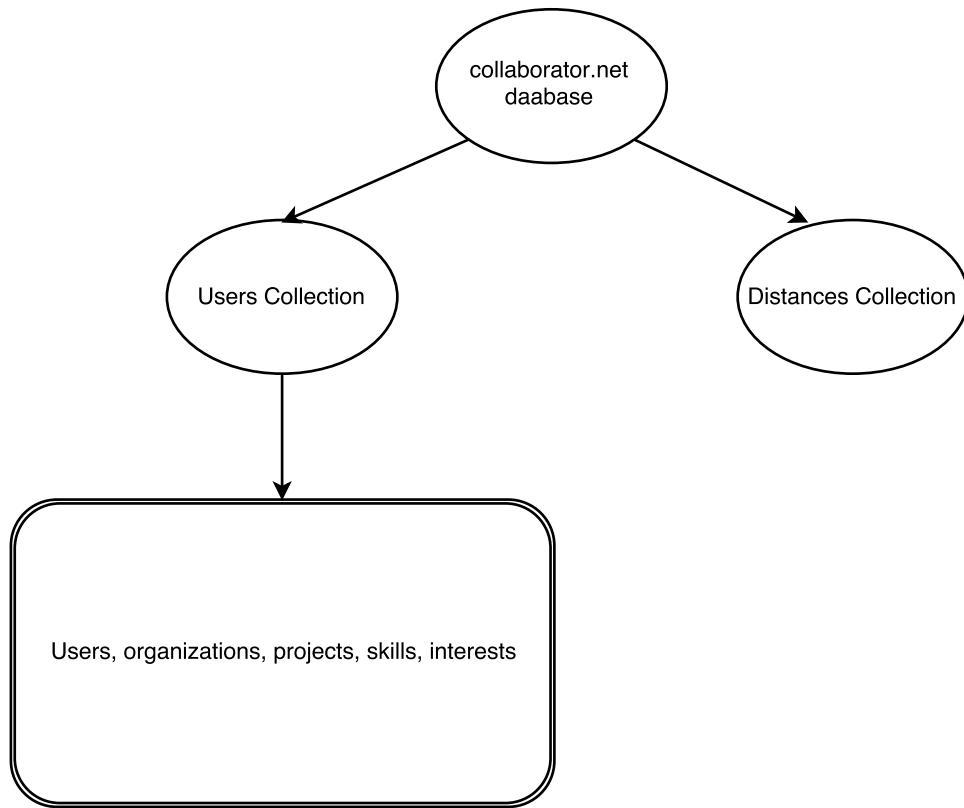 collaborator.net
daabase
Users Collection
Distances Collection
Users, organizations, projects, skills, interests